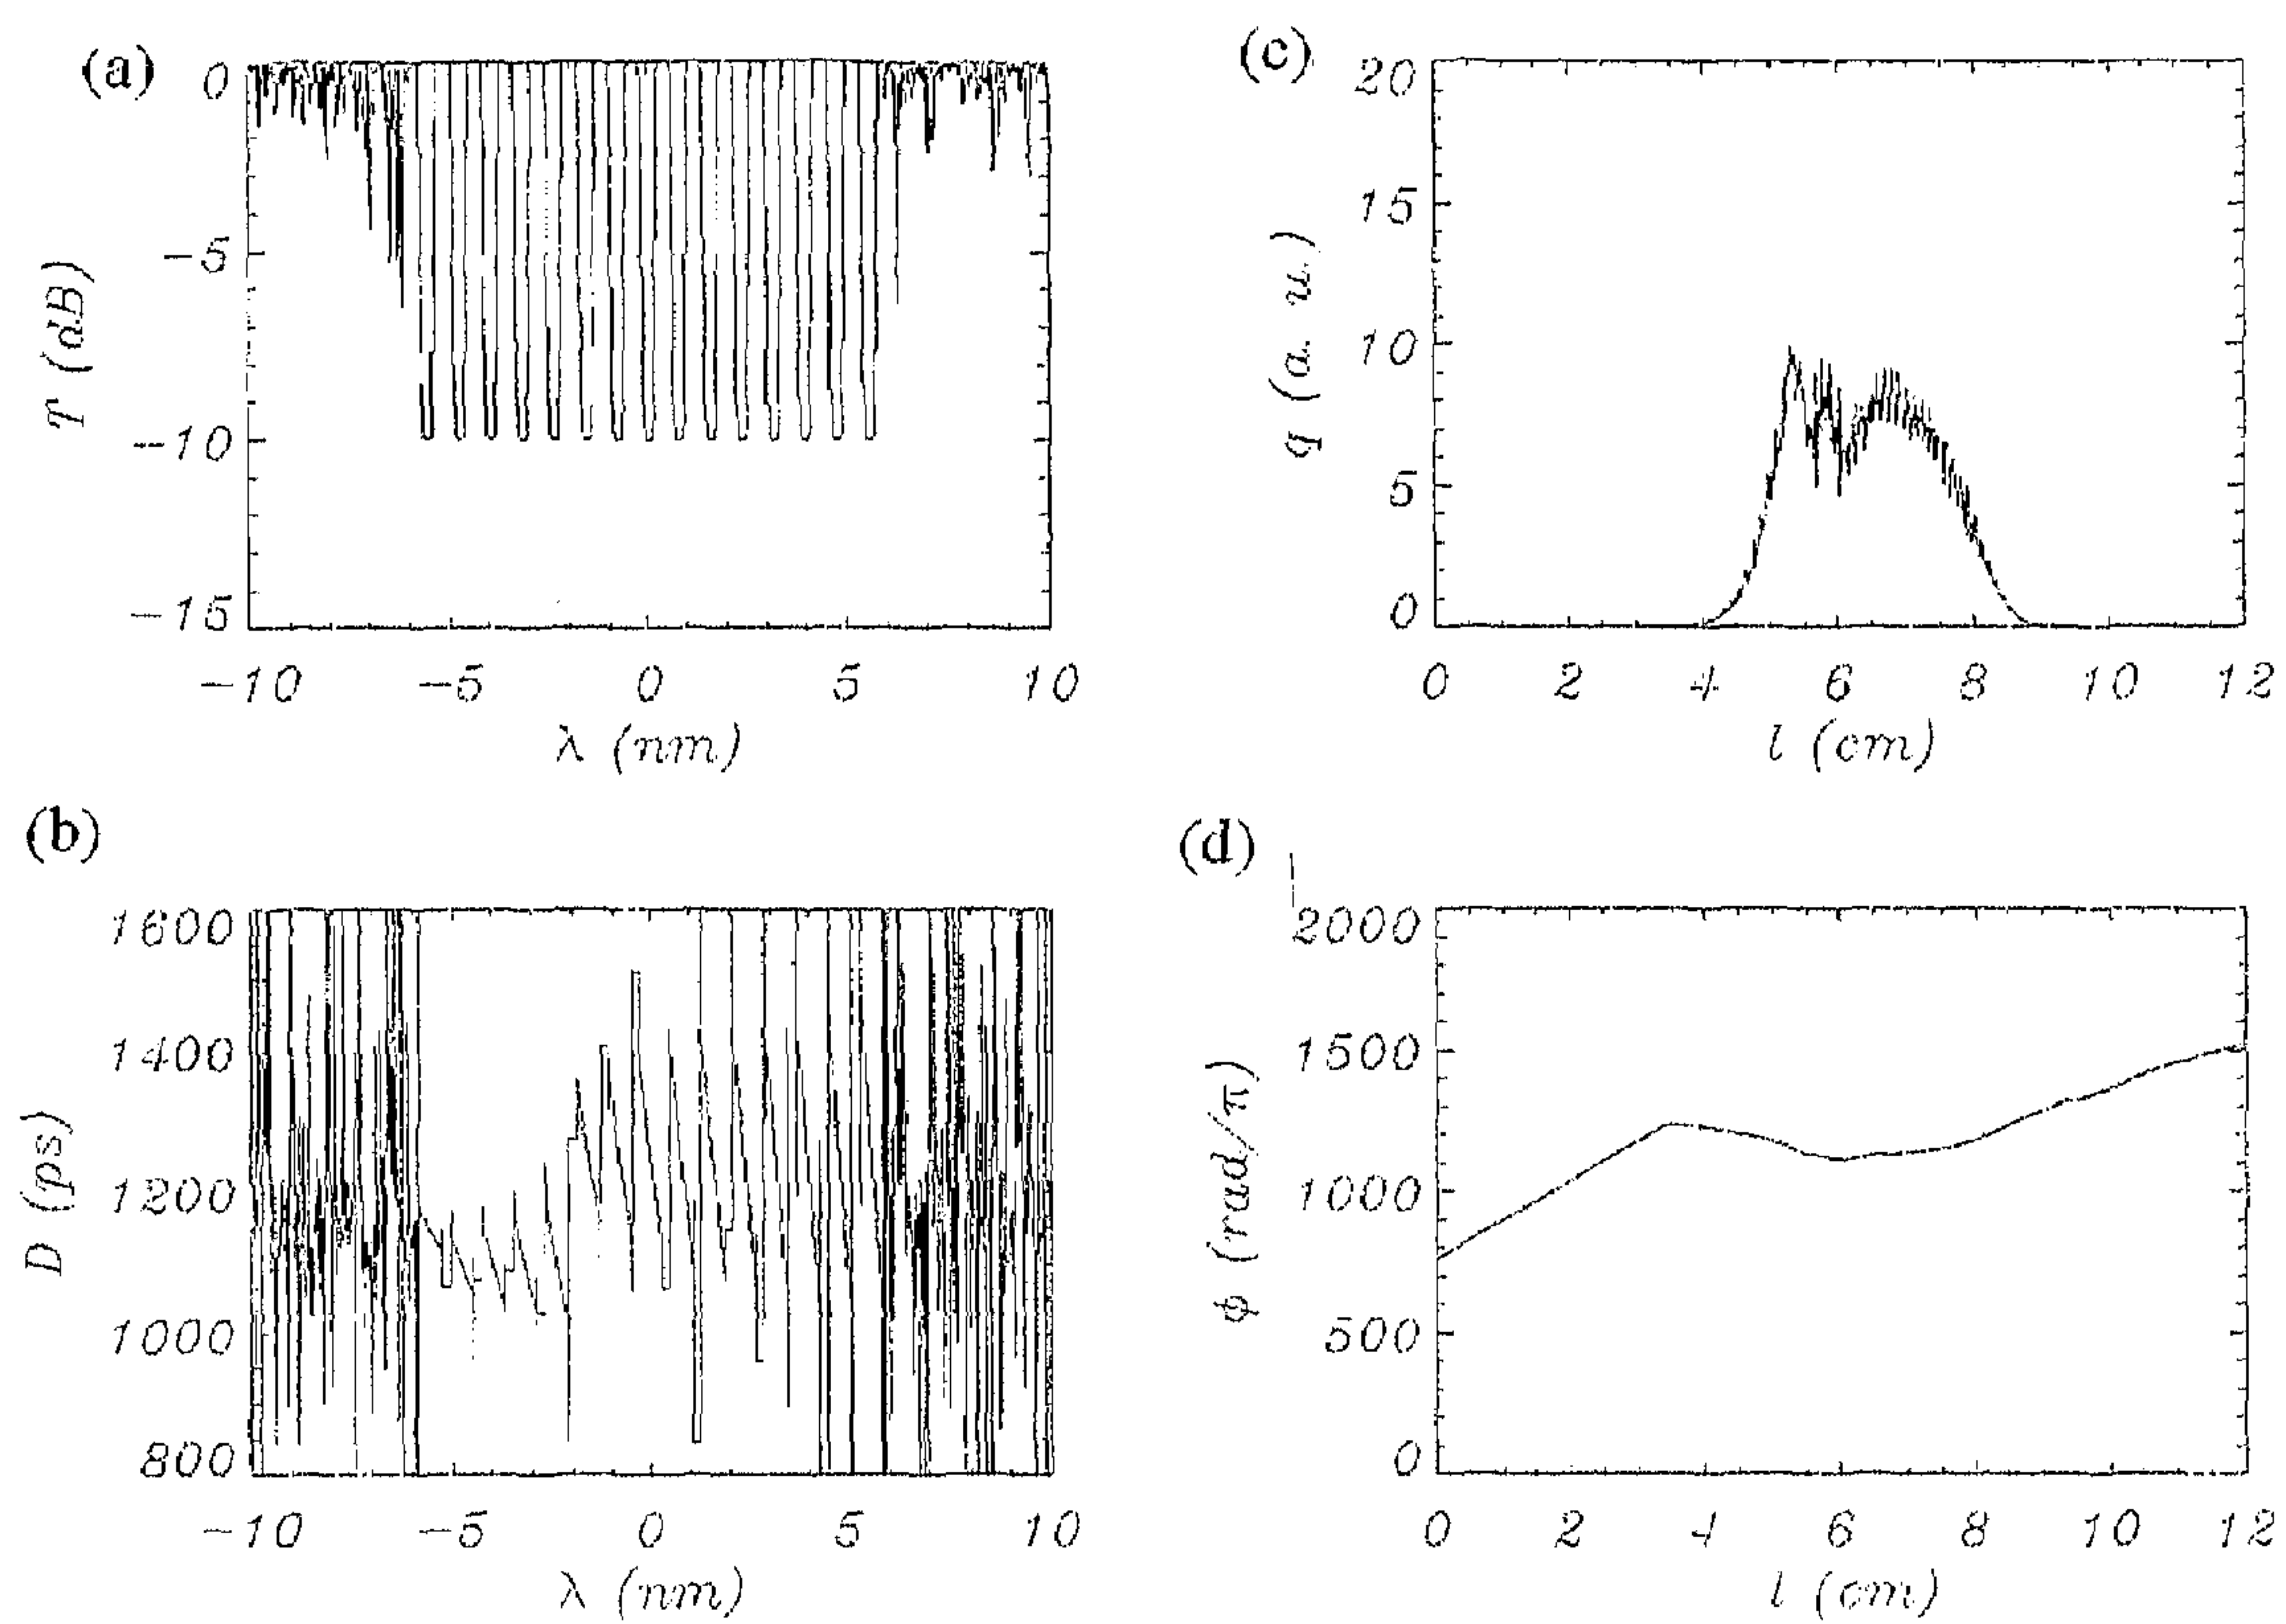 (a)
0
-5
-10
-15
T (dB)
-10 -5 0 5 10
λ (nm)
(c)
20
15
10
5
0
q (a. u.)
0 2 4 6 8 10 12
l (cm)
(b)
1600
1400
1200
1000
800
D (ps)
-10 -5 0 5 10
λ (nm)
(d)
2000
1500
1000
500
0
φ (rad/π)
0 2 4 6 8 10 12
l (cm)